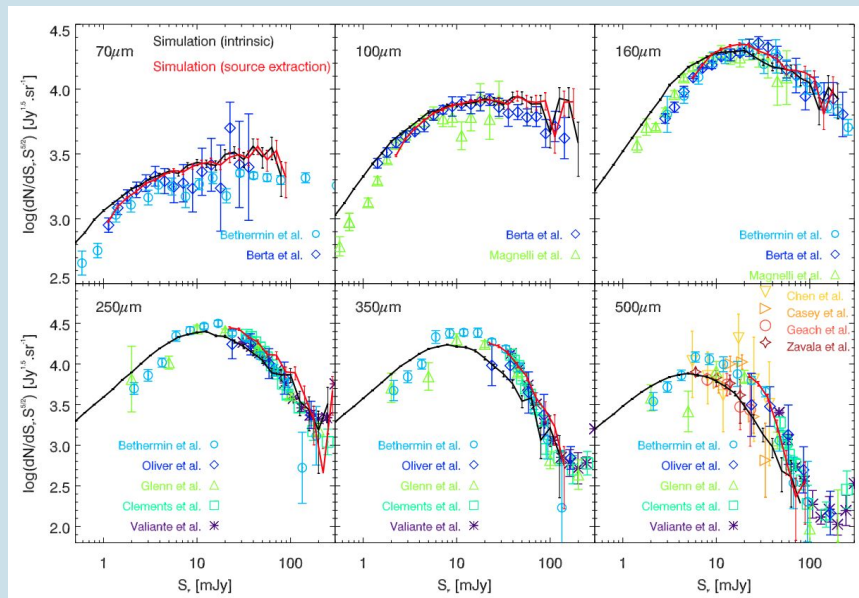 70μm
Simulation (intrinsic)
Simulation (source extraction)
Bethermin et al.
Berta et al.
100μm
Berta et al.
Magnelli et al.
160μm
Bethermin et al.
Berta et al.
Magnelli et al.
log(dN/dSν.S^5/2) [Jy^1.5.sr^-1]
4.5
4.0
3.5
3.0
2.5
250μm
Bethermin et al.
Oliver et al.
Glenn et al.
Clements et al.
Valiante et al.
350μm
Bethermin et al.
Oliver et al.
Glenn et al.
Clements et al.
Valiante et al.
500μm
Chen et al.
Casey et al.
Geach et al.
Zavala et al.
Bethermin et al.
Oliver et al.
Glenn et al.
Clements et al.
Valiante et al.
log(dN/dSν.S^5/2) [Jy^1.5.sr^-1]
4.5
4.0
3.5
3.0
2.5
2.0
1 10 100
1 10 100
1 10 100
Sν [mJy]
Sν [mJy]
Sν [mJy]